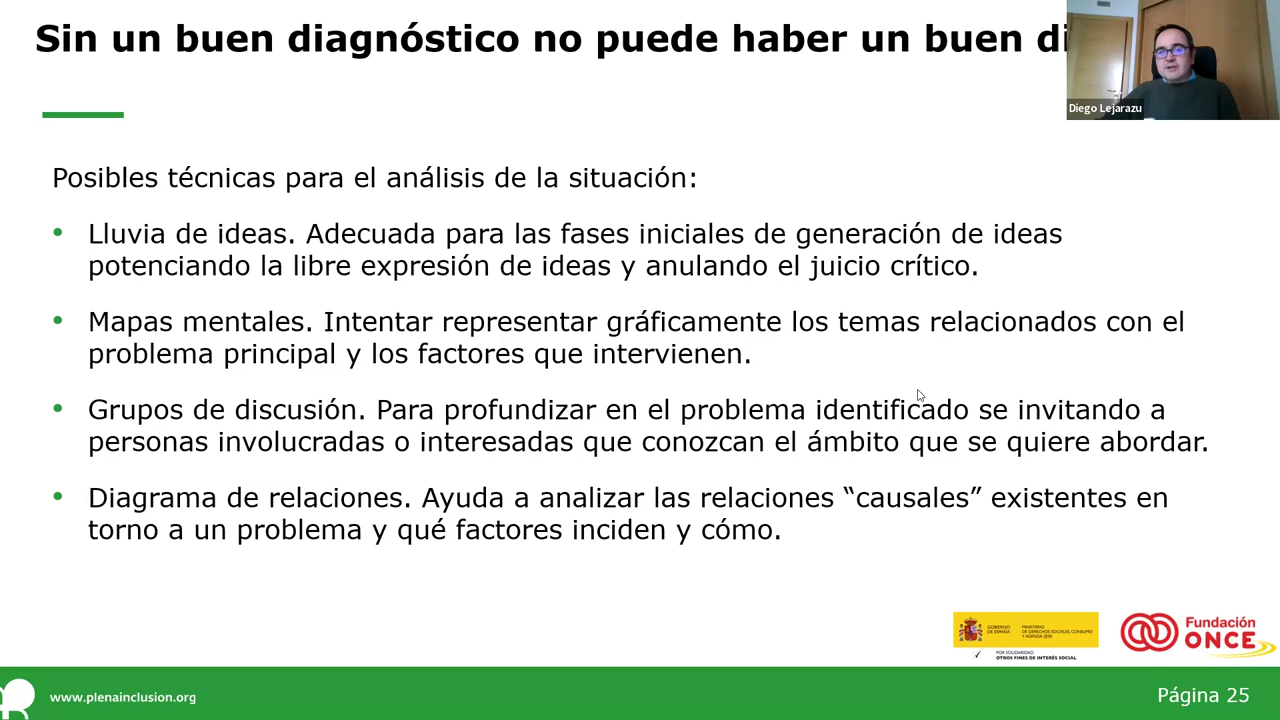 Sin un buen diagnóstico no puede haber un buen di
Diego Lejarazu
Posibles técnicas para el análisis de la situación:
• Lluvia de ideas. Adecuada para las fases iniciales de generación de ideas
potenciando la libre expresión de ideas y anulando el juicio crítico.
• Mapas mentales. Intentar representar gráficamente los temas relacionados con el
problema principal y los factores que intervienen.
• Grupos de discusión. Para profundizar en el problema identificado se invitando a
personas involucradas o interesadas que conozcan el ámbito que se quiere abordar.
• Diagrama de relaciones. Ayuda a analizar las relaciones “causales” existentes en
torno a un problema y qué factores inciden y cómo.
GOBIERNO
DE ESPAÑA
MINISTERIO
DE DERECHOS SOCIALES, CONSUMO
Y AGENDA 2030
POR SOLIDARIDAD
OTROS FINES DE INTERÉS SOCIAL
Fundación
ONCE
www.plenainclusion.org
Página 25